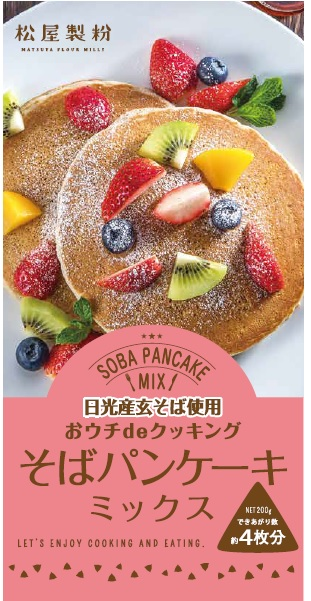 松屋製粉
MATSUYA FLOUR MILLS
SOBA PANCAKE
MIX
日光産玄そば使用
おウチdeクッキング
そばパンケーキ
ミックス
NET200g
できあがり数
約4枚分
LET'S ENJOY COOKING AND EATING.